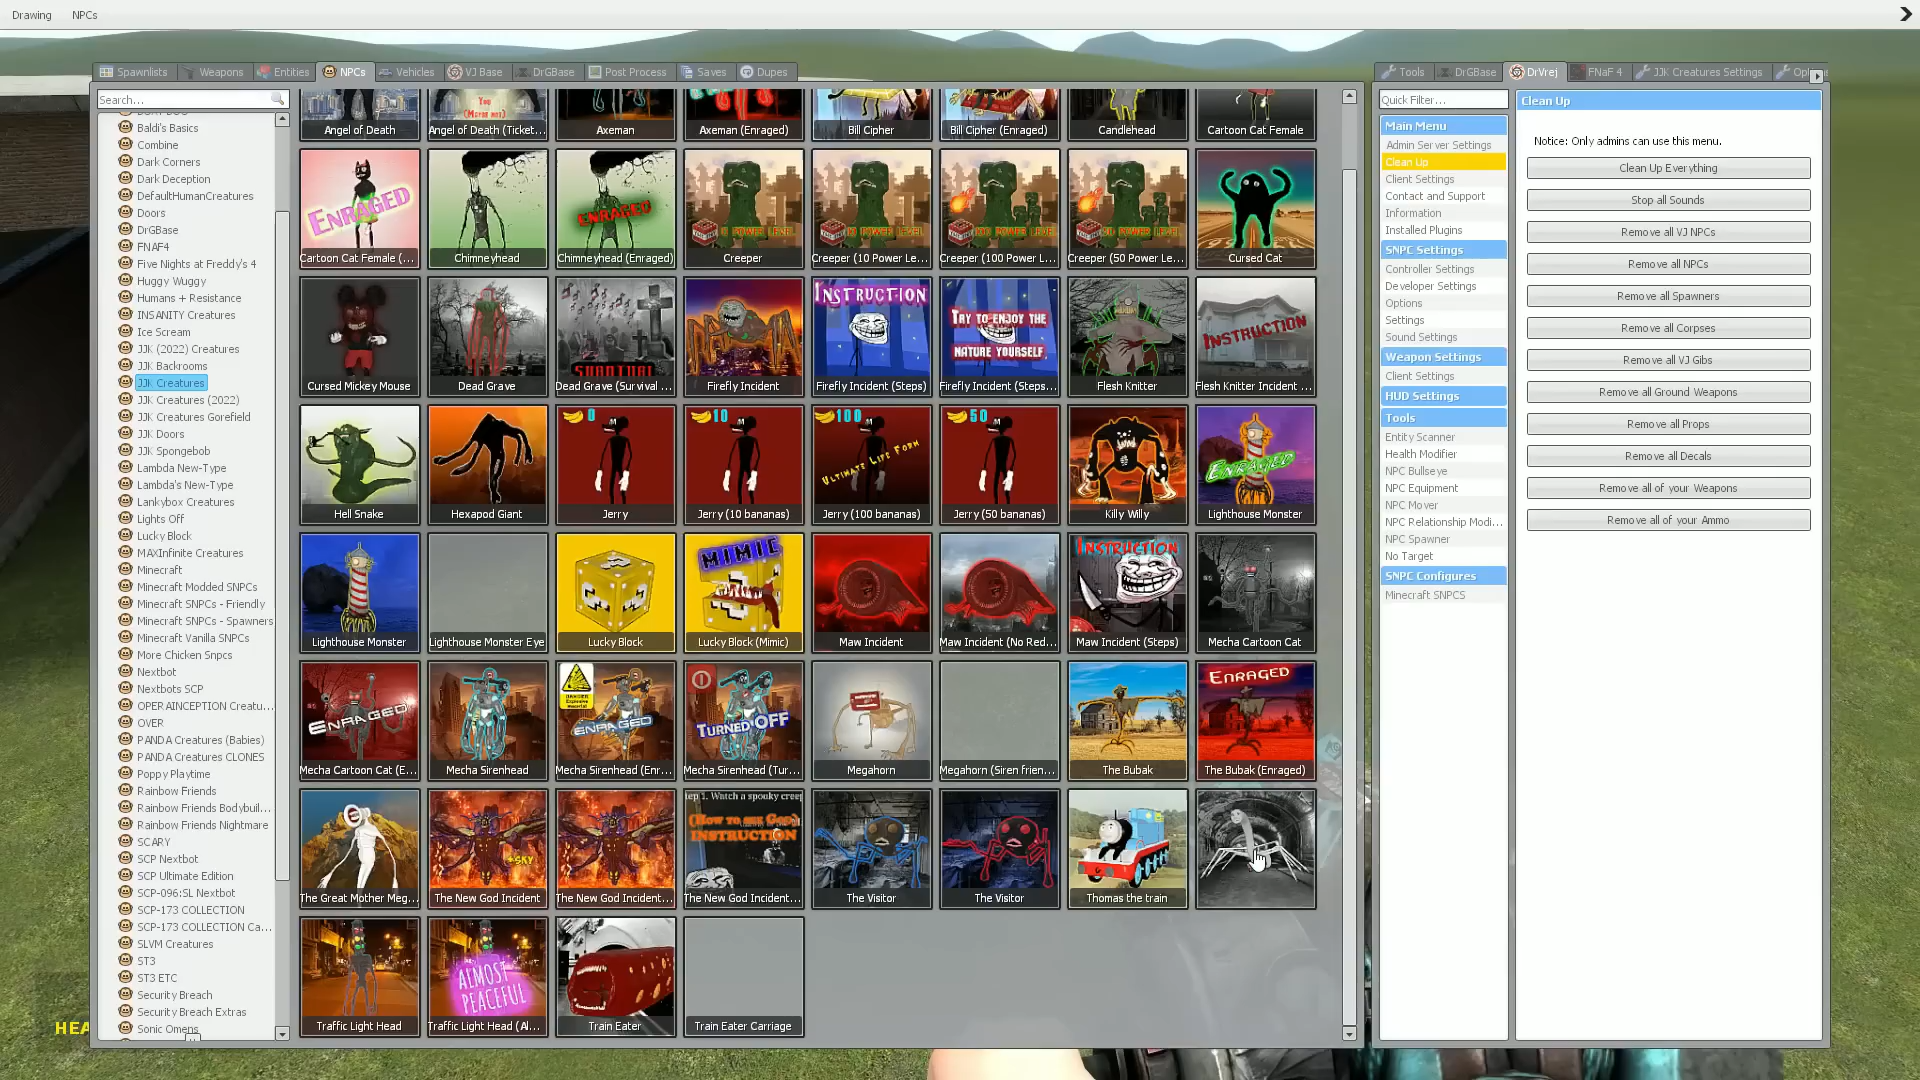 Drawing NPCs
Spawnlists Weapons Entities NPCs Vehicles VJ Base DrGBase Post Process Saves Dupes
Tools DrGBase DrVrej FNaF 4 JJK Creatures Settings
Search...
Baldi's Basics
Combine
Dark Corners
Dark Deception
DefaultHumanCreatures
Doors
DrGBase
FNAF4
Five Nights at Freddy's 4
Huggy Wuggy
Humans + Resistance
INSANITY Creatures
Ice Scream
JJK (2022) Creatures
JJK Backrooms
JJK Creatures
JJK Creatures (2022)
JJK Creatures Gorefield
JJK Doors
JJK Spongebob
Lambda New-Type
Lambda's New-Type
Lankybox Creatures
Lights Off
Lucky Block
MAXInfinite Creatures
Minecraft
Minecraft Modded SNPCs
Minecraft SNPCs - Friendly
Minecraft SNPCs - Spawners
Minecraft Vanilla SNPCs
More Chicken Snpcs
Nextbot
Nextbots SCP
OPERAINCEPTION Creatu...
OVER
PANDA Creatures (Babies)
PANDA Creatures CLONES
Poppy Playtime
Rainbow Friends
Rainbow Friends Bodybuil...
Rainbow Friends Nightmare
SCARY
SCP Nextbot
SCP Ultimate Edition
SCP-096:SL Nextbot
SCP-173 COLLECTION
SCP-173 COLLECTION Ca...
SLVM Creatures
ST3
ST3 ETC
Security Breach
Security Breach Extras
Sonic Omens
HEA
You
Angel of Death Angel of Death (Ticket... Axeman Axeman (Enraged) Bill Cipher Bill Cipher (Enraged) Candlehead Cartoon Cat Female
ENRAGED
ENRAGED
Cartoon Cat Female (... Chimneyhead Chimneyhead (Enraged) Creeper Creeper (10 Power Le... Creeper (100 Power L... Creeper (50 Power Le... Cursed Cat
INSTRUCTION
TRY TO ENJOY THE
NATURE YOURSELF
INSTRUCTION
SURVIVAL
Cursed Mickey Mouse Dead Grave Dead Grave (Survival ... Firefly Incident Firefly Incident (Steps) Firefly Incident (Steps... Flesh Knitter Flesh Knitter Incident ...
0 10 100 50
ULTIMATE LIFE FORM
ENRAGED
Hell Snake Hexapod Giant Jerry Jerry (10 bananas) Jerry (100 bananas) Jerry (50 bananas) Killy Willy Lighthouse Monster
MIMIC
INSTRUCTION
Lighthouse Monster Lighthouse Monster Eye Lucky Block Lucky Block (Mimic) Maw Incident Maw Incident (No Red... Maw Incident (Steps) Mecha Cartoon Cat
ENRAGED
DANGER
ENRAGED
TURNED OFF
ENRAGED
Mecha Cartoon Cat (E... Mecha Sirenhead Mecha Sirenhead (Enr... Mecha Sirenhead (Tur... Megahorn Megahorn (Siren frien... The Bubak The Bubak (Enraged)
+SKY
tep 1. Watch a spooky creep
(HOW TO SEE GOD)
INSTRUCTION
The Great Mother Meg... The New God Incident The New God Incident... The New God Incident... The Visitor The Visitor Thomas the train
ALMOST
PEACEFUL
Traffic Light Head Traffic Light Head (Al... Train Eater Train Eater Carriage
Quick Filter...
Main Menu
Admin Server Settings
Clean Up
Client Settings
Contact and Support
Information
Installed Plugins
SNPC Settings
Controller Settings
Developer Settings
Options
Settings
Sound Settings
Weapon Settings
Client Settings
HUD Settings
Tools
Entity Scanner
Health Modifier
NPC Bullseye
NPC Equipment
NPC Mover
NPC Relationship Modi...
NPC Spawner
No Target
SNPC Configures
Minecraft SNPCS
Clean Up
Notice: Only admins can use this menu.
Clean Up Everything
Stop all Sounds
Remove all VJ NPCs
Remove all NPCs
Remove all Spawners
Remove all Corpses
Remove all VJ Gibs
Remove all Ground Weapons
Remove all Props
Remove all Decals
Remove all of your Weapons
Remove all of your Ammo